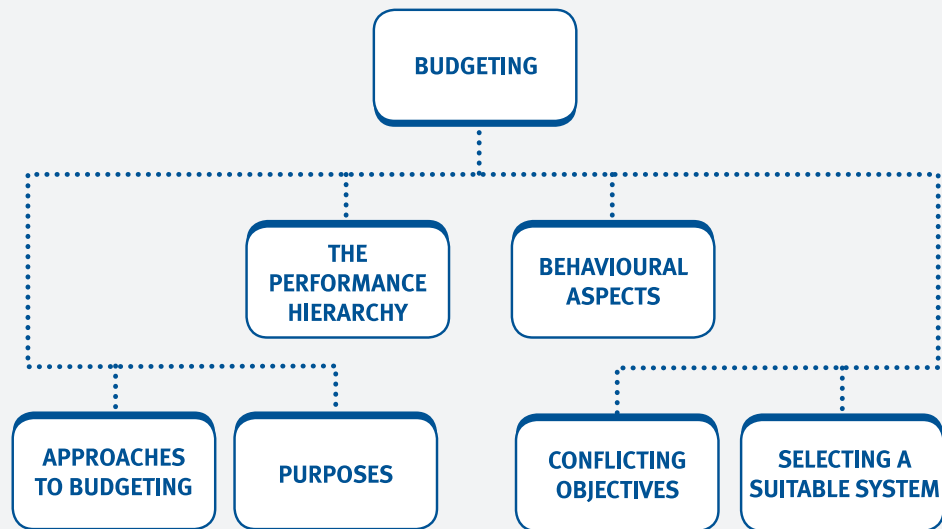 BUDGETING
THE
PERFORMANCE
HIERARCHY
BEHAVIOURAL
ASPECTS
APPROACHES
TO BUDGETING
PURPOSES
CONFLICTING
OBJECTIVES
SELECTING A
SUITABLE SYSTEM